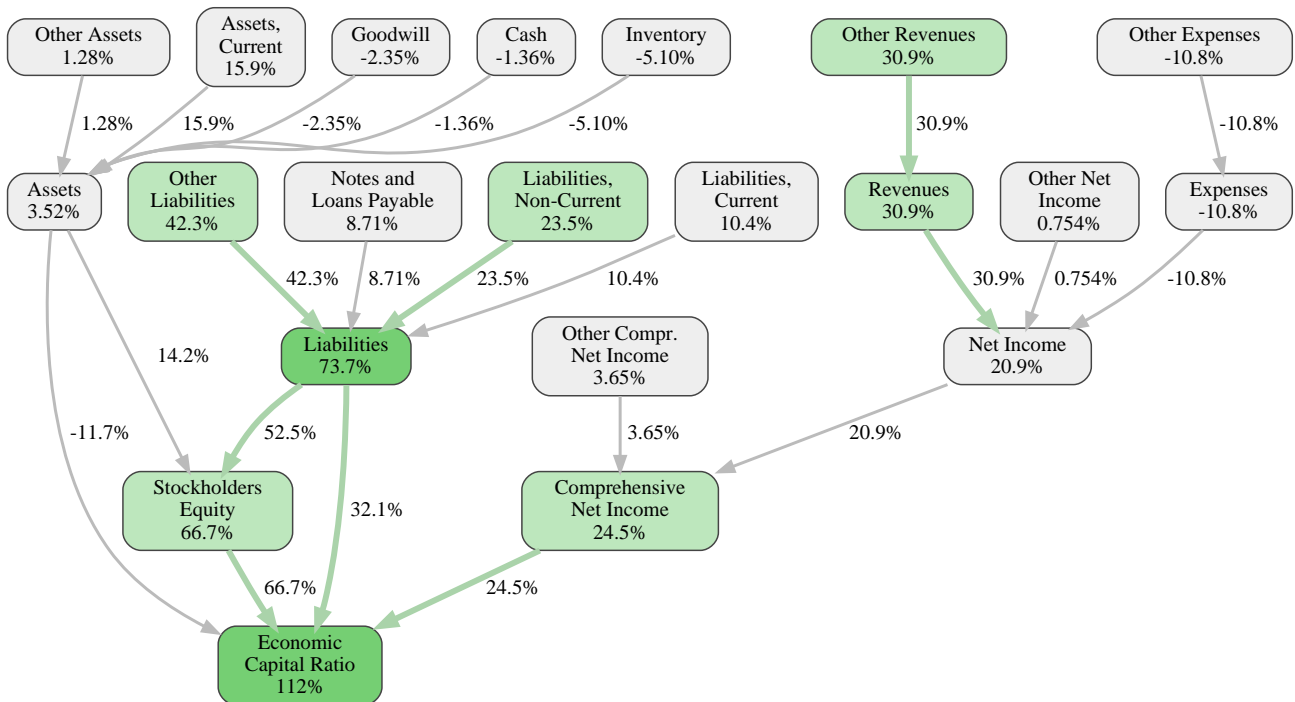 Other Assets
1.28%
Assets,
Current
15.9%
Goodwill
-2.35%
Cash
-1.36%
Inventory
-5.10%
Other Revenues
30.9%
Other Expenses
-10.8%
1.28%
15.9%
-2.35%
-1.36%
-5.10%
30.9%
-10.8%
Assets
3.52%
Other
Liabilities
42.3%
Notes and
Loans Payable
8.71%
Liabilities,
Non-Current
23.5%
Liabilities,
Current
10.4%
Revenues
30.9%
Other Net
Income
0.754%
Expenses
-10.8%
42.3%
8.71%
23.5%
10.4%
30.9%
0.754%
-10.8%
Liabilities
73.7%
Other Compr.
Net Income
3.65%
Net Income
20.9%
14.2%
-11.7%
52.5%
3.65%
20.9%
Stockholders
Equity
66.7%
32.1%
Comprehensive
Net Income
24.5%
66.7%
24.5%
Economic
Capital Ratio
112%